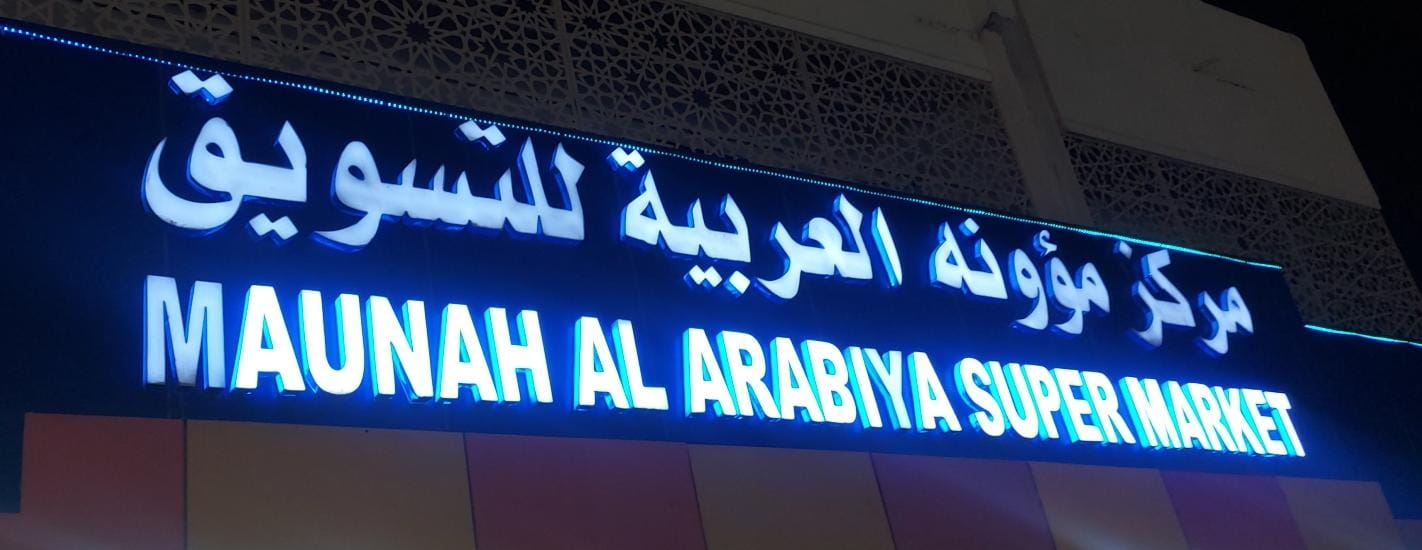 مركز مؤونه العربية للتسويق
MAUNAH AL ARABIYA SUPER MARKET